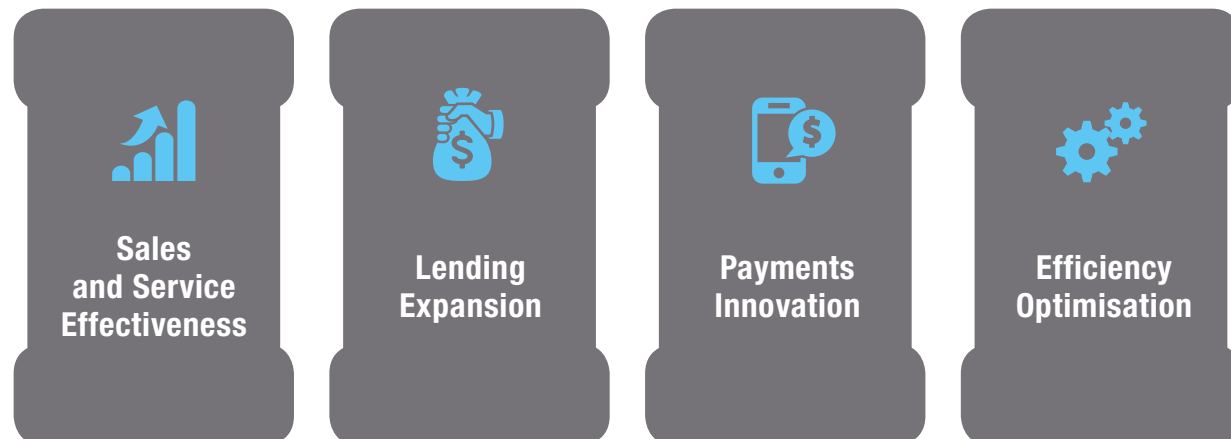 Sales
and Service
Effectiveness
Lending
Expansion
Payments
Innovation
Efficiency
Optimisation